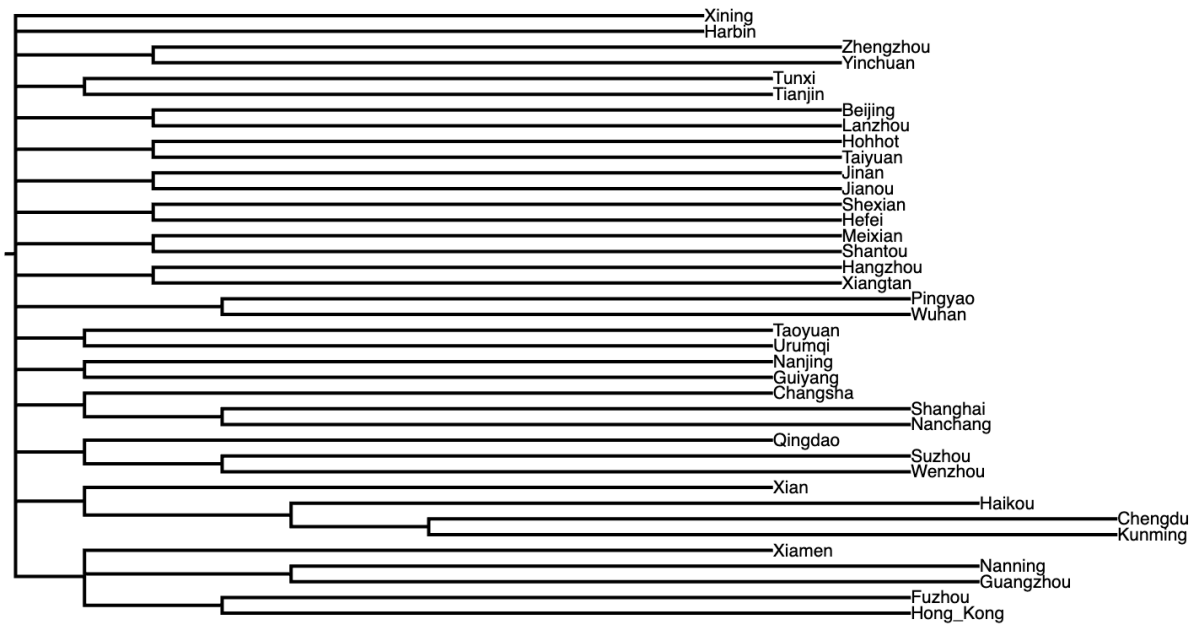 Xining
Harbin
Zhengzhou
Yinchuan
Tunxi
Tianjin
Beijing
Lanzhou
Hohhot
Taiyuan
Jinan
Jianou
Shexian
Hefei
Meixian
Shantou
Hangzhou
Xiangtan
Pingyao
Wuhan
Taoyuan
Urumqi
Nanjing
Guiyang
Changsha
Shanghai
Nanchang
Qingdao
Suzhou
Wenzhou
Xian
Haikou
Chengdu
Kunming
Xiamen
Nanning
Guangzhou
Fuzhou
Hong_Kong